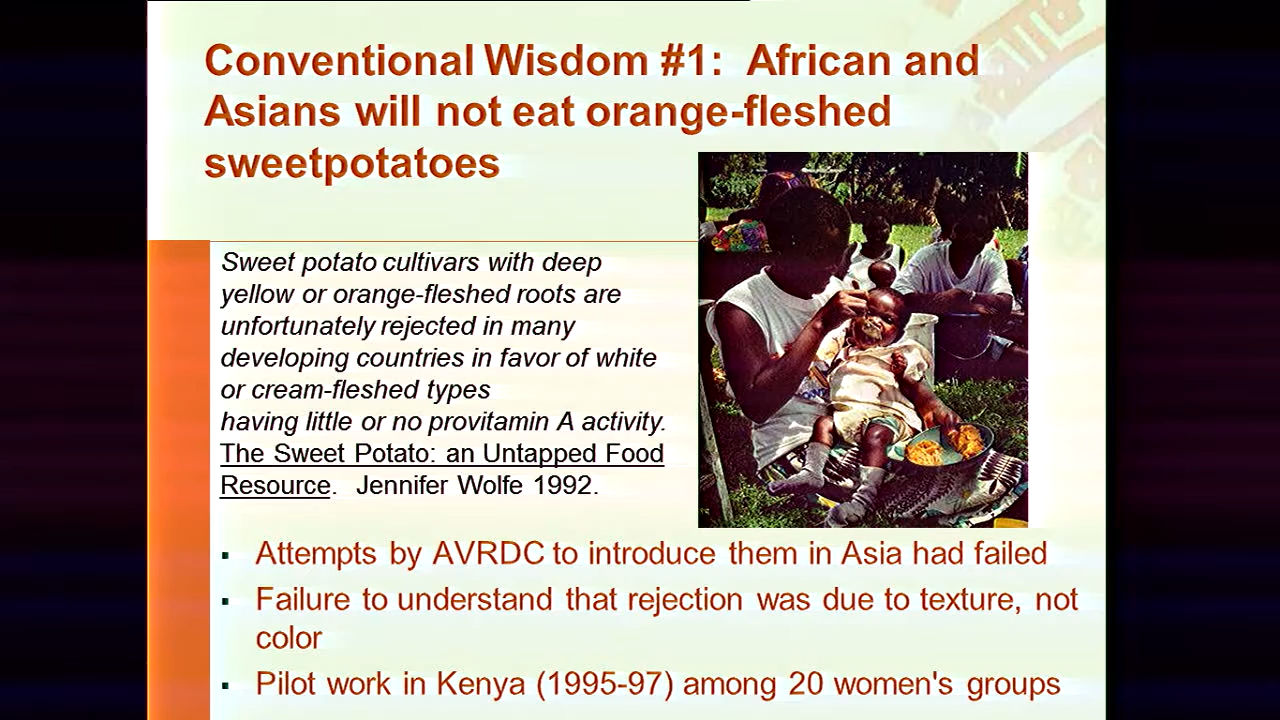 Conventional Wisdom #1: African and
Asians will not eat orange-fleshed
sweetpotatoes
Sweet potato cultivars with deep
yellow or orange-fleshed roots are
unfortunately rejected in many
developing countries in favor of white
or cream-fleshed types
having little or no provitamin A activity.
The Sweet Potato: an Untapped Food
Resource. Jennifer Wolfe 1992.
▪ Attempts by AVRDC to introduce them in Asia had failed
▪ Failure to understand that rejection was due to texture, not
color
▪ Pilot work in Kenya (1995-97) among 20 women's groups